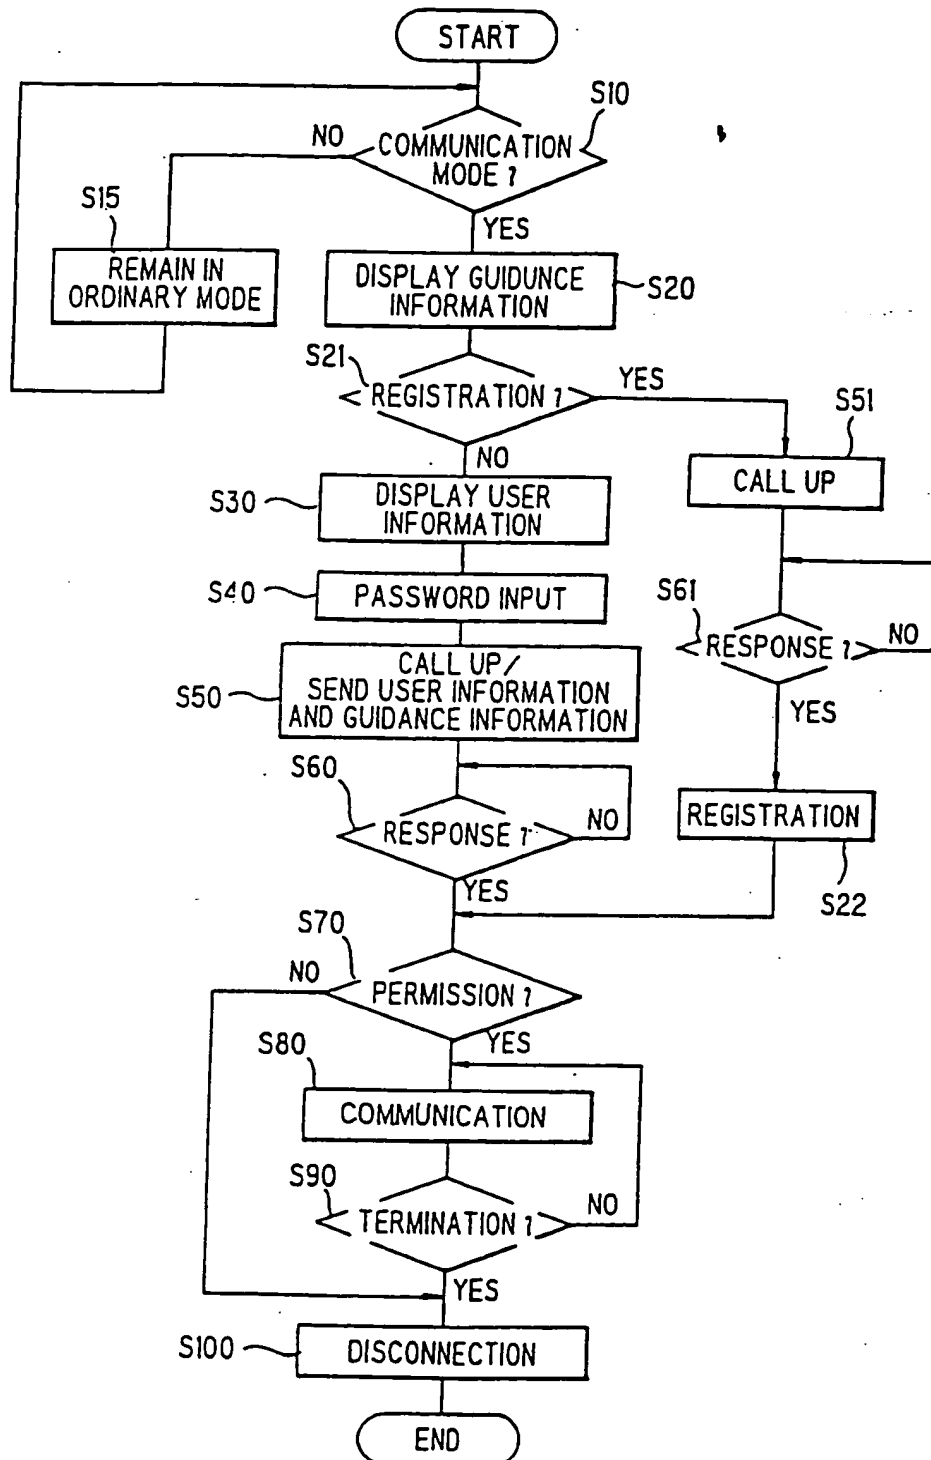 START
S10
NO
COMMUNICATION
MODE ?
YES
S15
REMAIN IN
ORDINARY MODE
DISPLAY GUIDUNCE
INFORMATION
S20
S21
REGISTRATION ?
YES
NO
S51
CALL UP
S30
DISPLAY USER
INFORMATION
S40
PASSWORD INPUT
S61
RESPONSE ?
NO
YES
S50
CALL UP/
SEND USER INFORMATION
AND GUIDANCE INFORMATION
S60
RESPONSE ?
NO
YES
REGISTRATION
S22
S70
NO
PERMISSION ?
YES
S80
COMMUNICATION
S90
TERMINATION ?
NO
YES
S100
DISCONNECTION
END